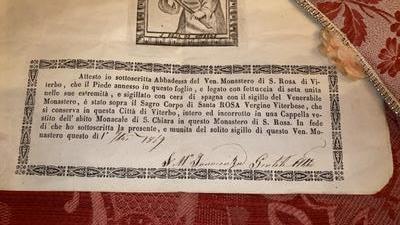 Attesto io sottoscritta Abbadessa del Ven. Monastero di S. Rosa di Vi-
terbo, che il Piede annesso in questo foglio, e legato con fettuccia di seta unita
nelle sue estremità, e sigillato con cera di spagna con il sigillo del Venerabile
Monastero, è stato sopra il Sagro Corpo di Santa ROSA Vergine Viterbese, che
si conserva in questa Città di Viterbo, intero ed incorrotto in una Cappella ve-
stito dell'abito Monacale di S. Chiara in questo Monastero di S. Rosa. In fede
di che ho sottoscritta la presente, e munita del solito sigillo di questo Ven. Mo-
nastero questo dì